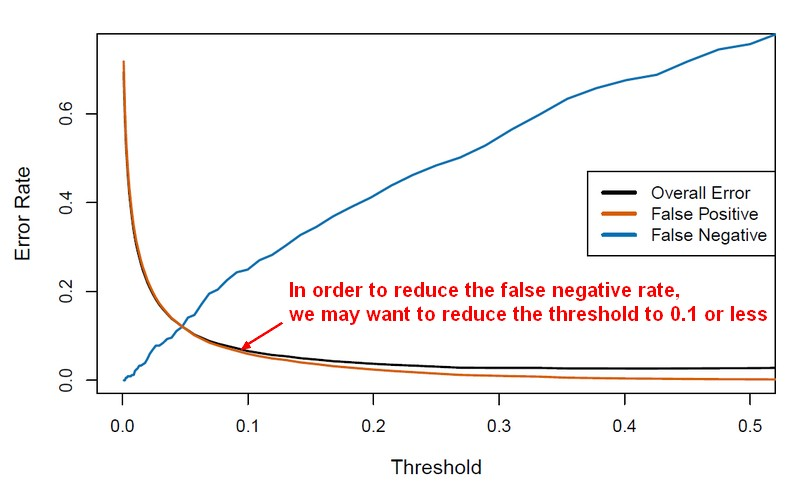 Error Rate
0.6
0.4
0.2
0.0
Overall Error
False Positive
False Negative
In order to reduce the false negative rate,
we may want to reduce the threshold to 0.1 or less
0.0 0.1 0.2 0.3 0.4 0.5
Threshold